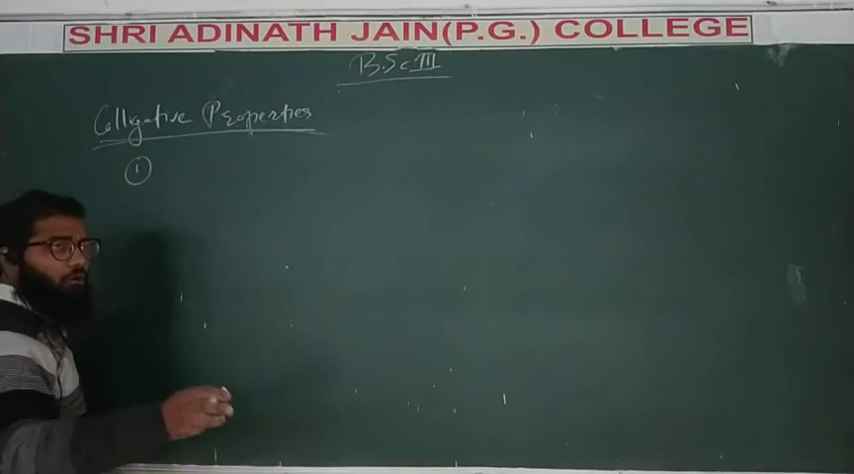 SHRI ADINATH JAIN(P.G.) COLLEGE
B.Sc III
Colligative Properties
①